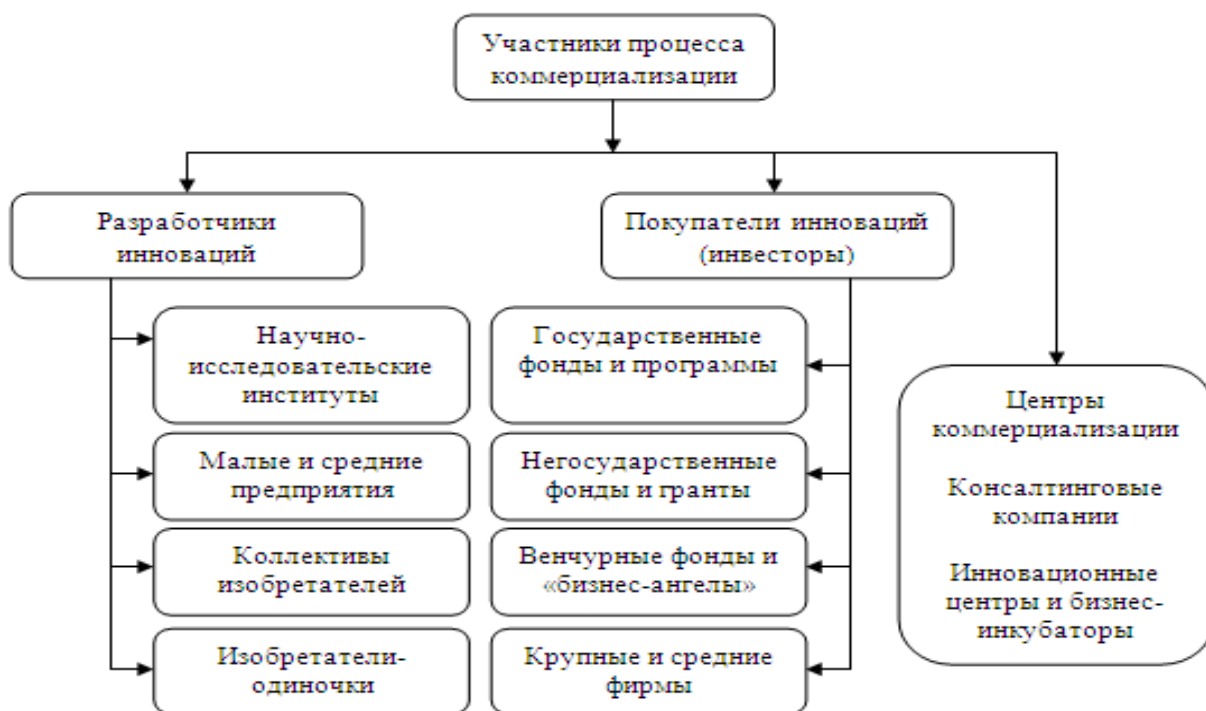 Участники процесса
коммерциализации
Разработчики
инноваций
Покупатели инноваций
(инвесторы)
Научно-
исследовательские
институты
Малые и средние
предприятия
Коллективы
изобретателей
Изобретатели-
одиночки
Государственные
фонды и программы
Негосударственные
фонды и гранты
Венчурные фонды и
«бизнес-ангелы»
Крупные и средние
фирмы
Центры
коммерциализации
Консалтинговые
компании
Инновационные
центры и бизнес-
инкубаторы